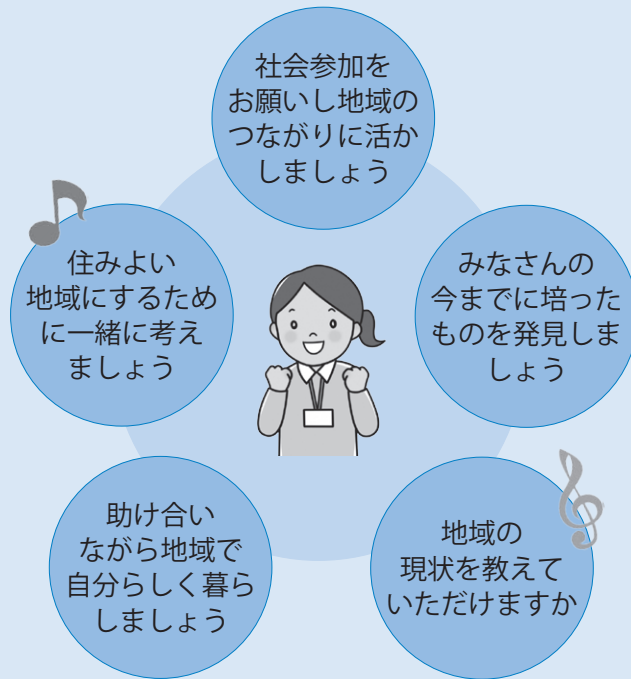 社会参加を
お願いし地域の
つながりに活か
しましょう
みなさんの
今までに培った
ものを発見しま
しょう
地域の
現状を教えて
いただけますか
助け合い
ながら地域で
自分らしく暮ら
しましょう
住みよい
地域にするため
に一緒に考え
ましょう